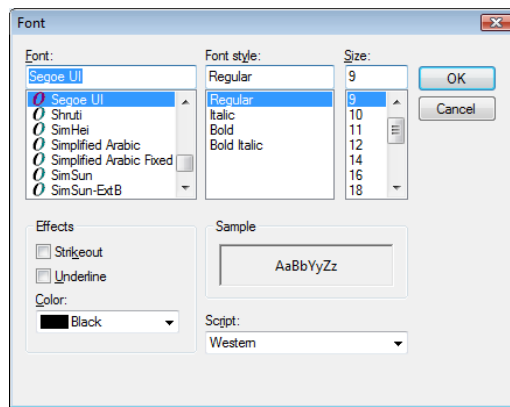 Font
Font: Font style: Size:
Segoe UI Regular 9
OK
Segoe UI
Shruti
SimHei
Simplified Arabic
Simplified Arabic Fixed
SimSun
SimSun-ExtB
Regular
Italic
Bold
Bold Italic
9
10
11
12
14
16
18
Cancel
Effects
Strikeout
Underline
Color:
Black
Sample
AaBbYyZz
Script:
Western